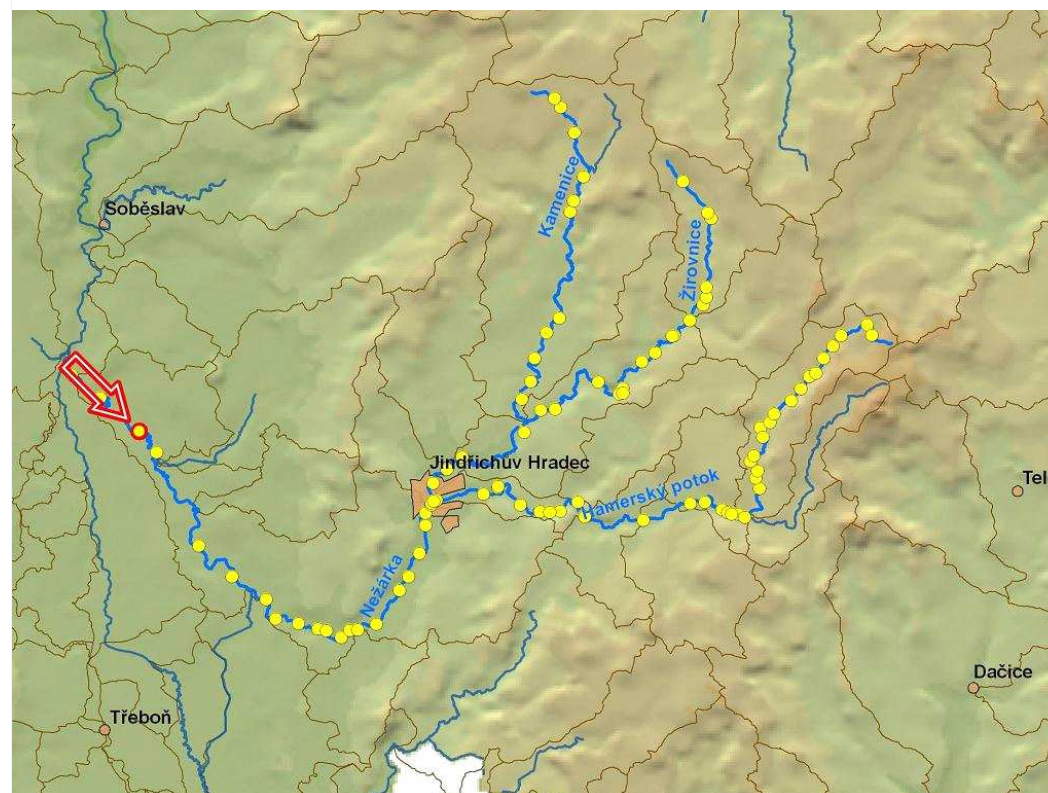 Soběslav
Kamenice
Žirovnice
Jindřichův Hradec
Tel
Hamerský potok
Nežárka
Dačice
Třeboň